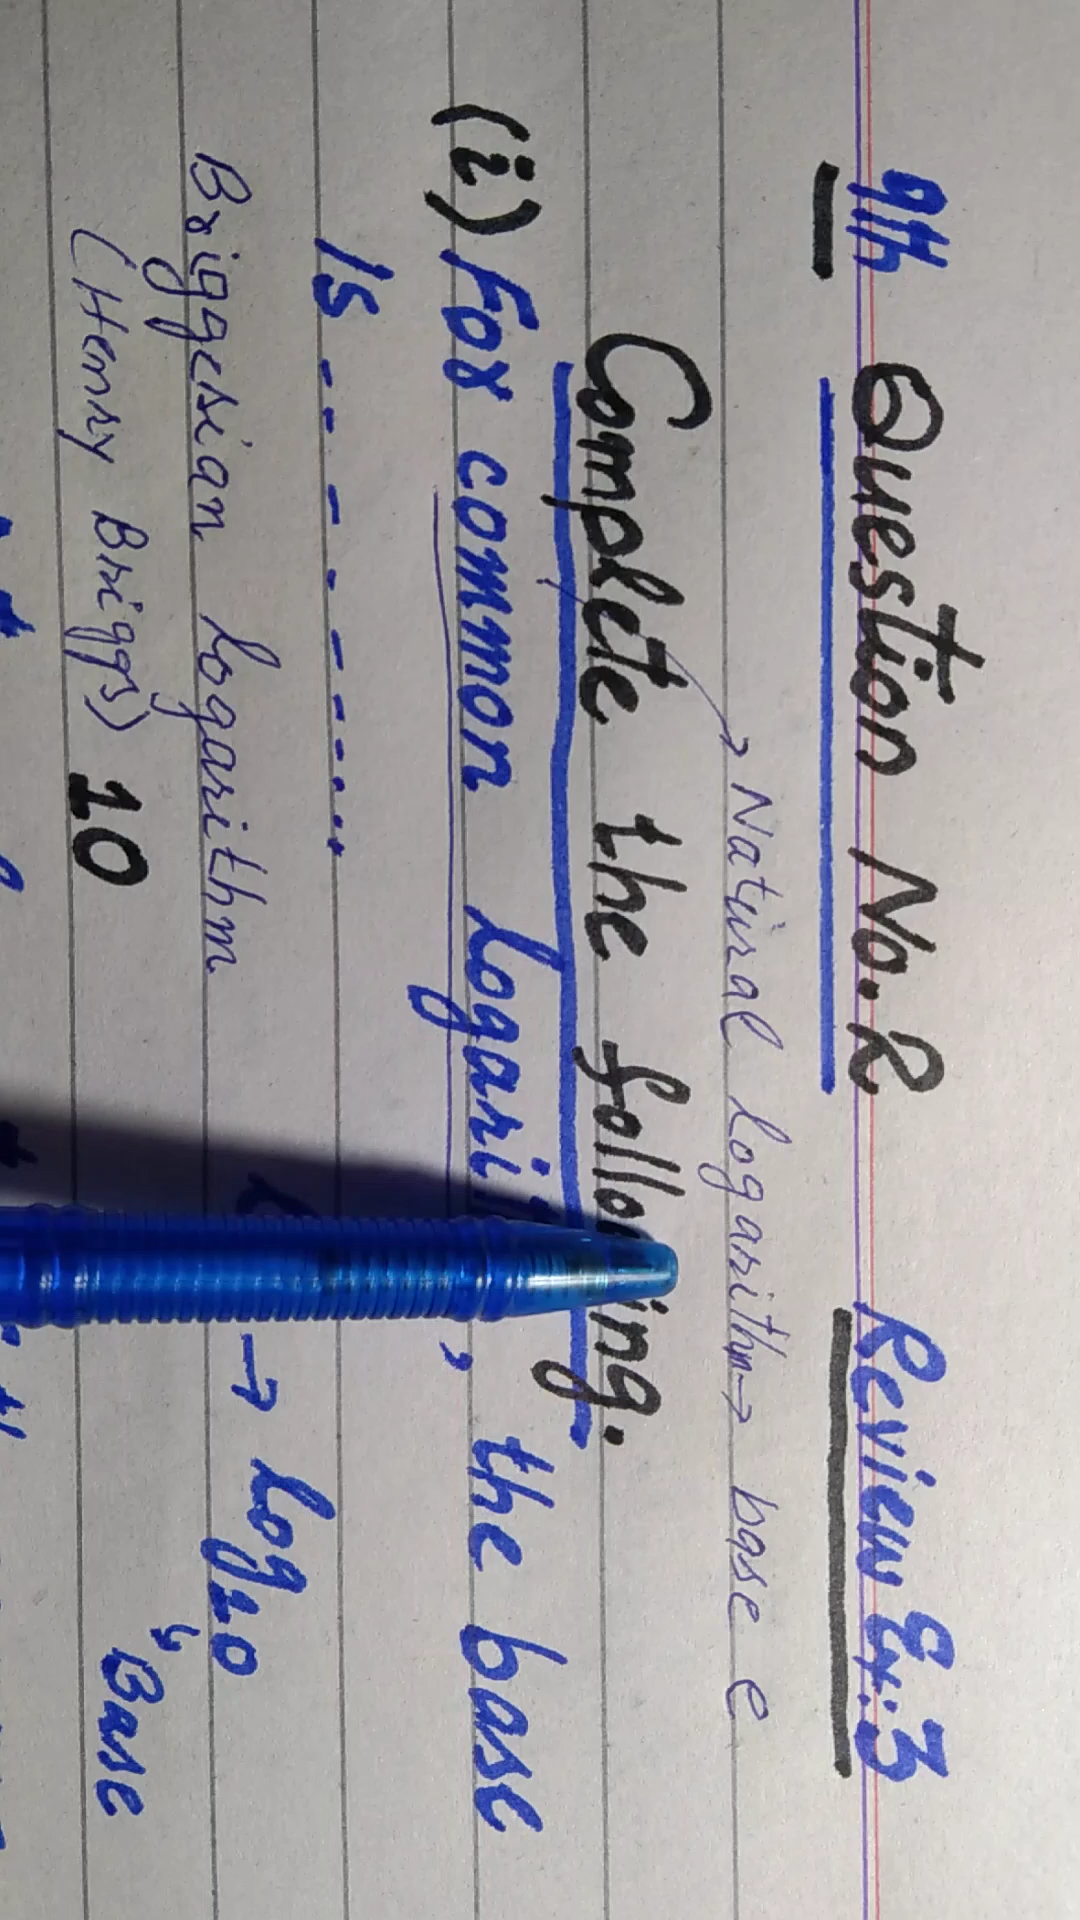 9th Question No. 2 Review Ex. 3
→ Natural Logarithm → base e
Complete the following.
(i) For common , the base
is ............
Briggesian Logarithm → log10
(Henry Briggs) 10 Base